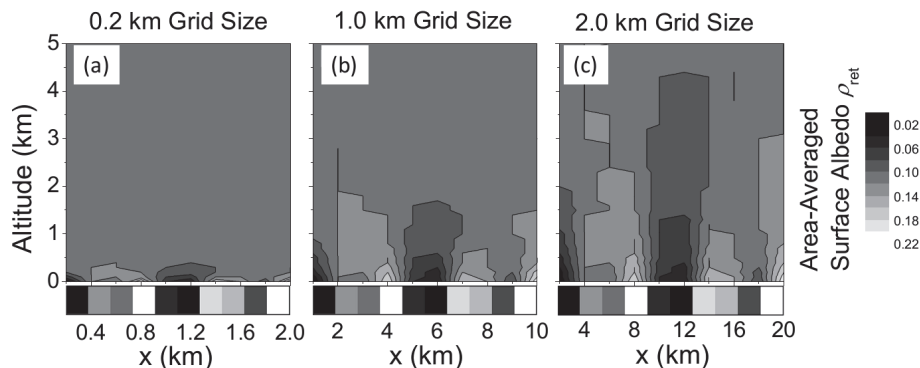 0.2 km Grid Size
1.0 km Grid Size
2.0 km Grid Size
(a)
(b)
(c)
Altitude (km)
5
4
3
2
1
0
0.4 0.8 1.2 1.6 2.0
2 4 6 8 10
4 8 12 16 20
x (km)
x (km)
x (km)
Area-Averaged
Surface Albedo ρret
0.02
0.06
0.10
0.14
0.18
0.22